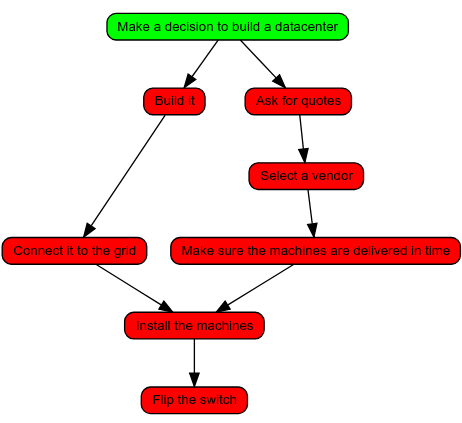 Make a decision to build a datacenter
Build it
Ask for quotes
Select a vendor
Connect it to the grid
Make sure the machines are delivered in time
Install the machines
Flip the switch